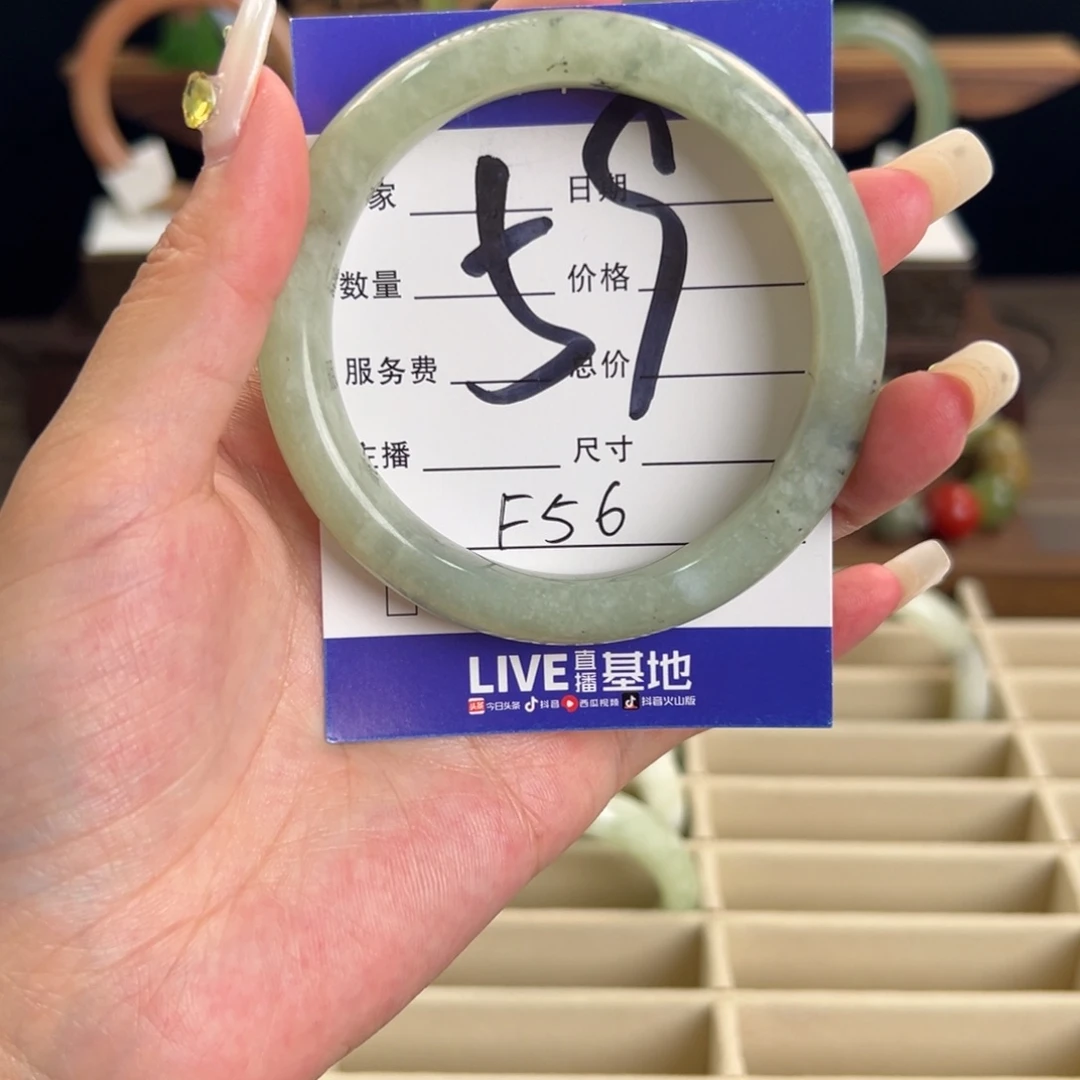 59
家 日期
数量 价格
服务费 总价
主播 尺寸
F56
LIVE直播基地
今日头条 抖音 西瓜视频 抖音火山版